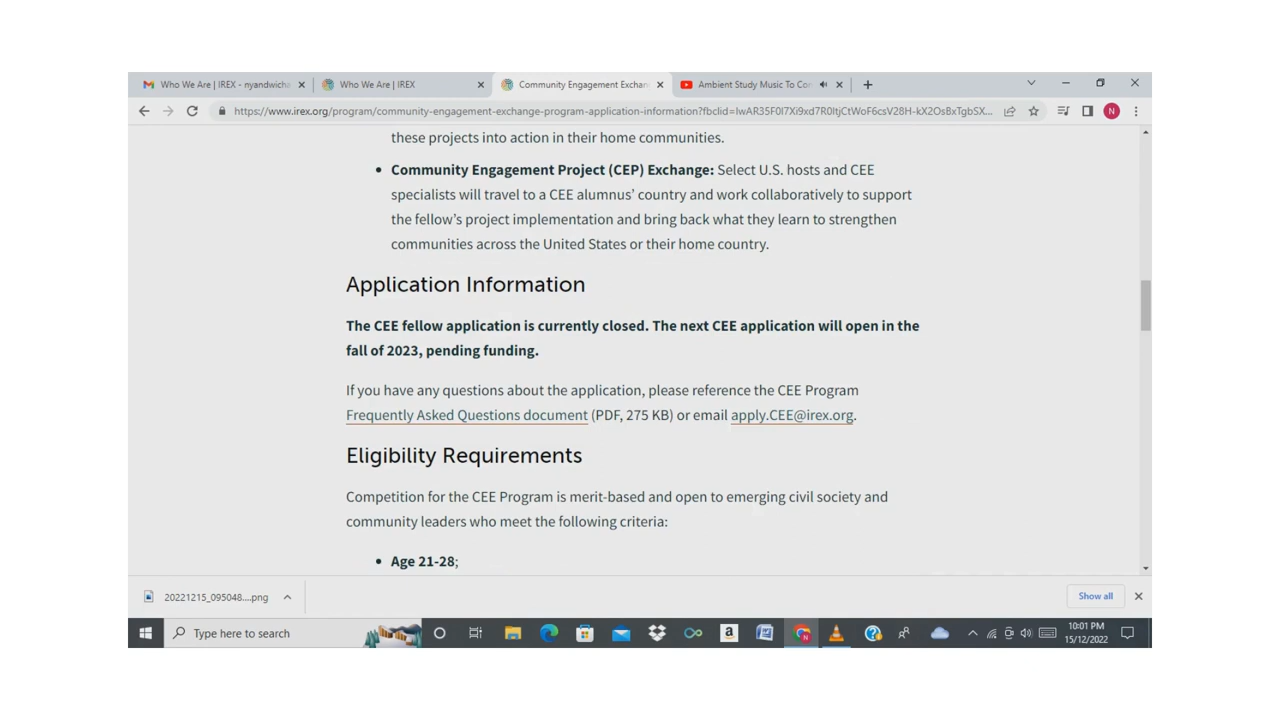 Who We Are | IREX - nyandwicha
Who We Are | IREX
Community Engagement Exchan
Ambient Study Music To Con
https://www.irex.org/program/community-engagement-exchange-program-application-information?fbclid=IwAR35F0I7Xi9xd7R0ItjCtWoF6csV28H-kX2OsBxTgbSX...
N
these projects into action in their home communities.
• Community Engagement Project (CEP) Exchange: Select U.S. hosts and CEE
specialists will travel to a CEE alumnus’ country and work collaboratively to support
the fellow’s project implementation and bring back what they learn to strengthen
communities across the United States or their home country.
Application Information
The CEE fellow application is currently closed. The next CEE application will open in the
fall of 2023, pending funding.
If you have any questions about the application, please reference the CEE Program
Frequently Asked Questions document (PDF, 275 KB) or email apply.CEE@irex.org.
Eligibility Requirements
Competition for the CEE Program is merit-based and open to emerging civil society and
community leaders who meet the following criteria:
• Age 21-28;
20221215_095048....png
Show all
Type here to search
10:01 PM
15/12/2022